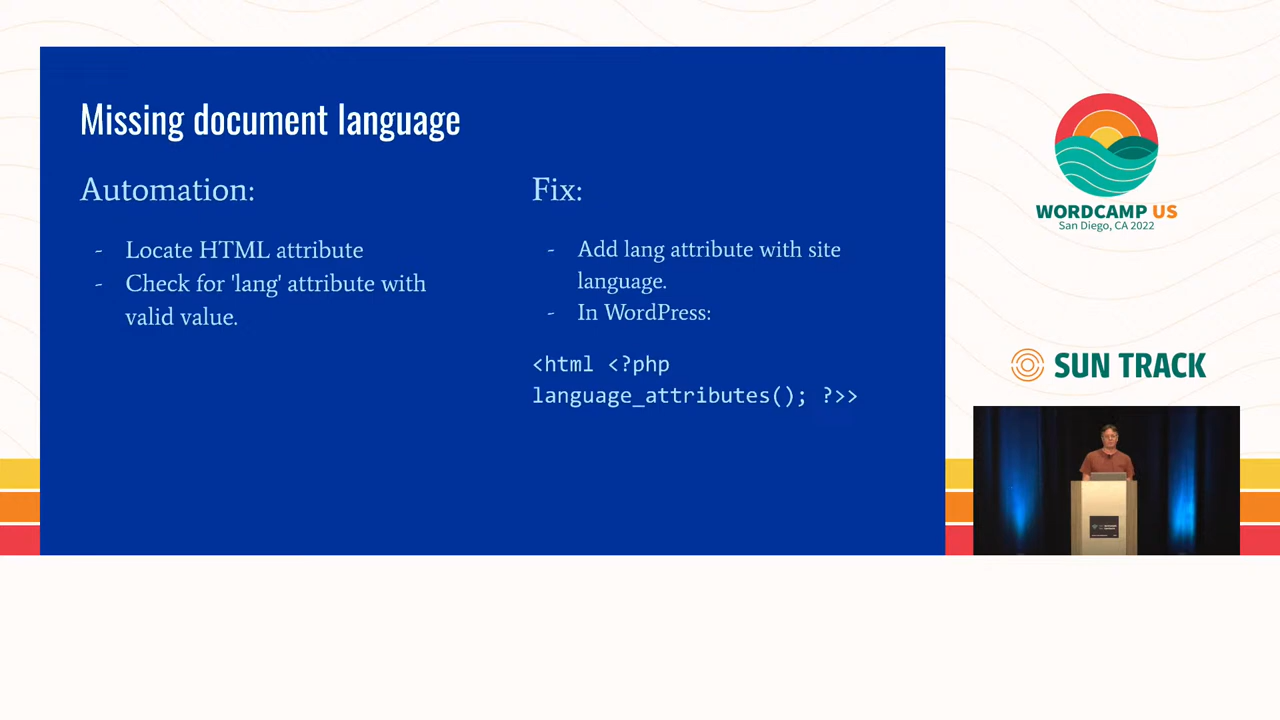 Missing document language
Automation:
- Locate HTML attribute
- Check for 'lang' attribute with
valid value.
Fix:
- Add lang attribute with site
language.
- In WordPress:
<html <?php
language_attributes(); ?>>
WORDCAMP US
San Diego, CA 2022
SUN TRACK